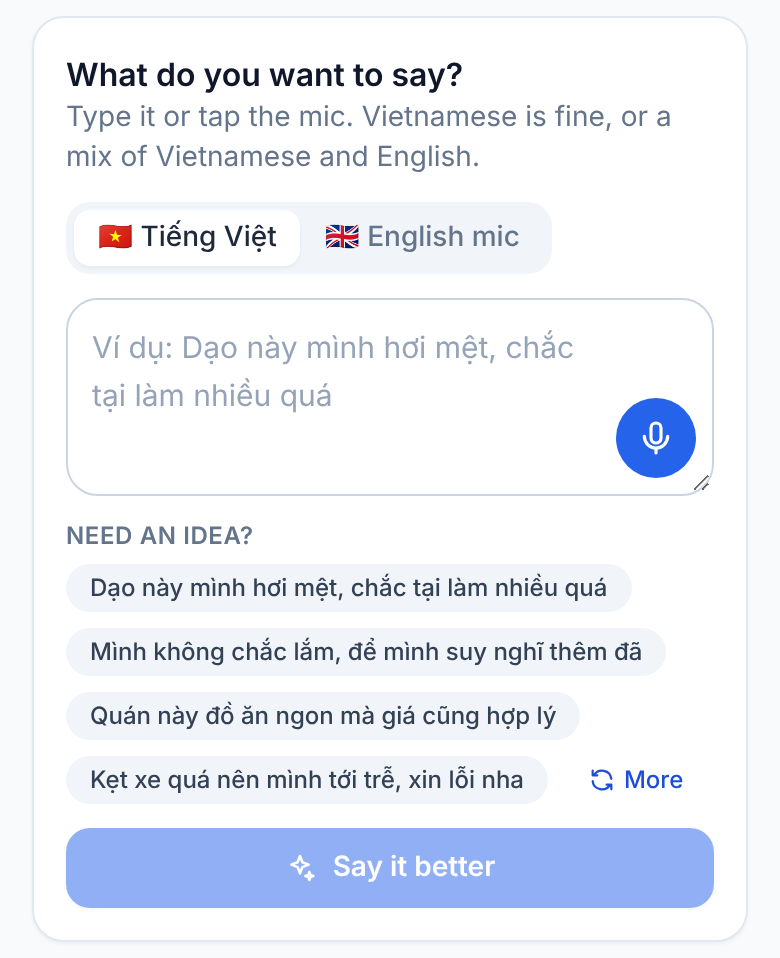 What do you want to say?
Type it or tap the mic. Vietnamese is fine, or a
mix of Vietnamese and English.
Tiếng Việt
English mic
Ví dụ: Dạo này mình hơi mệt, chắc
tại làm nhiều quá
NEED AN IDEA?
Dạo này mình hơi mệt, chắc tại làm nhiều quá
Mình không chắc lắm, để mình suy nghĩ thêm đã
Quán này đồ ăn ngon mà giá cũng hợp lý
Kẹt xe quá nên mình tới trễ, xin lỗi nha
More
Say it better